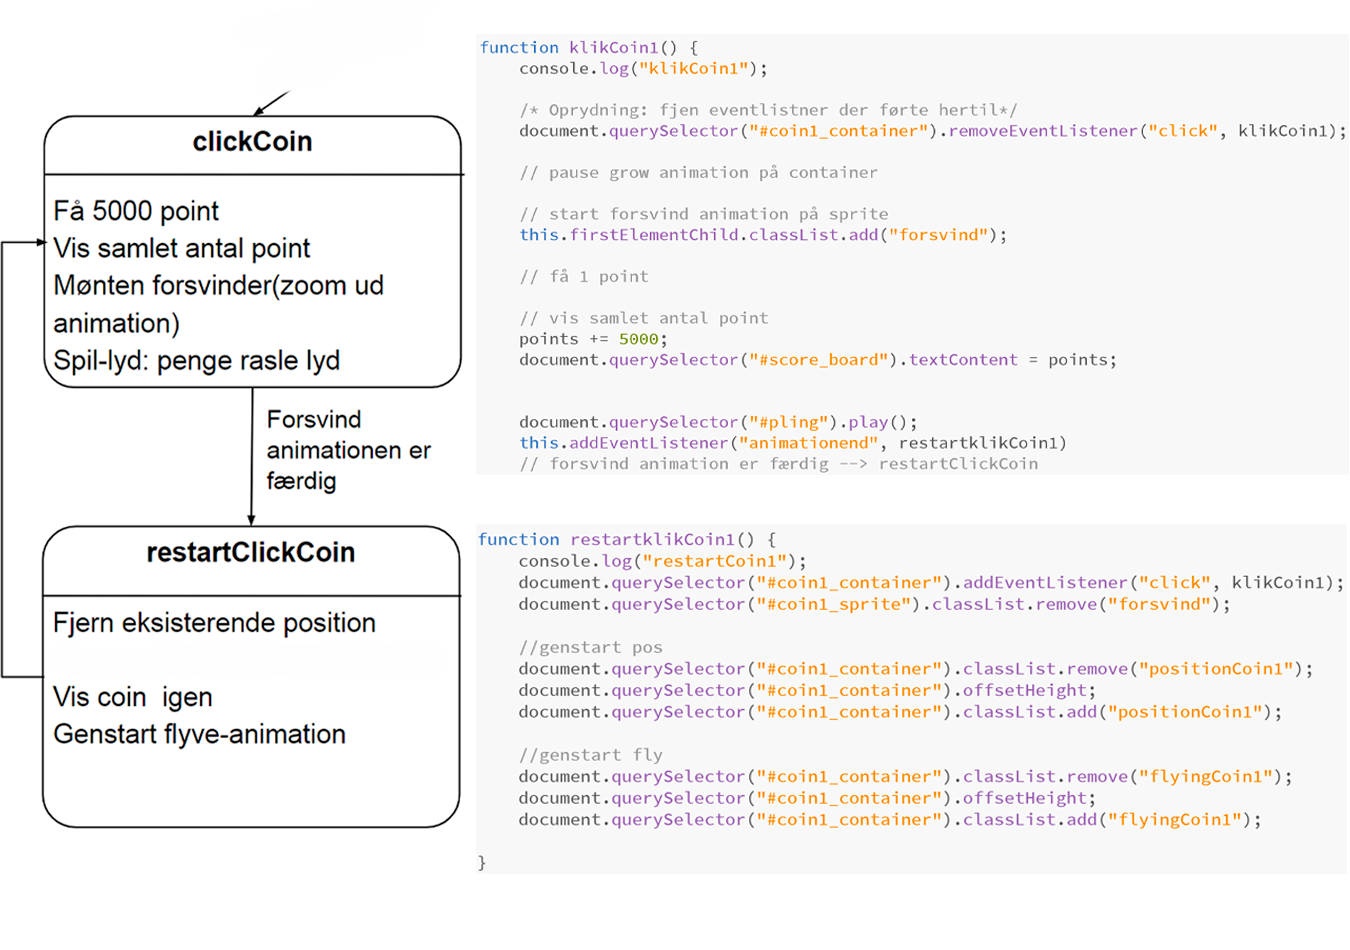 clickCoin
Få 5000 point
Vis samlet antal point
Mønten forsvinder(zoom ud
animation)
Spil-lyd: penge rasle lyd
Forsvind
animationen er
færdig
restartClickCoin
Fjern eksisterende position
Vis coin  igen
Genstart flyve-animation
function klikCoin1() {
    console.log("klikCoin1");
    /* Oprydning: fjen eventlistner der førte hertil*/
    document.querySelector("#coin1_container").removeEventListener("click", klikCoin1);
    // pause grow animation på container
    // start forsvind animation på sprite
    this.firstElementChild.classList.add("forsvind");
    // få 1 point
    // vis samlet antal point
    points += 5000;
    document.querySelector("#score_board").textContent = points;
    document.querySelector("#pling").play();
    this.addEventListener("animationend", restartklikCoin1)
    // forsvind animation er færdig --> restartClickCoin
function restartklikCoin1() {
    console.log("restartCoin1");
    document.querySelector("#coin1_container").addEventListener("click", klikCoin1);
    document.querySelector("#coin1_sprite").classList.remove("forsvind");
    //genstart pos
    document.querySelector("#coin1_container").classList.remove("positionCoin1");
    document.querySelector("#coin1_container").offsetHeight;
    document.querySelector("#coin1_container").classList.add("positionCoin1");
    //genstart fly
    document.querySelector("#coin1_container").classList.remove("flyingCoin1");
    document.querySelector("#coin1_container").offsetHeight;
    document.querySelector("#coin1_container").classList.add("flyingCoin1");
}